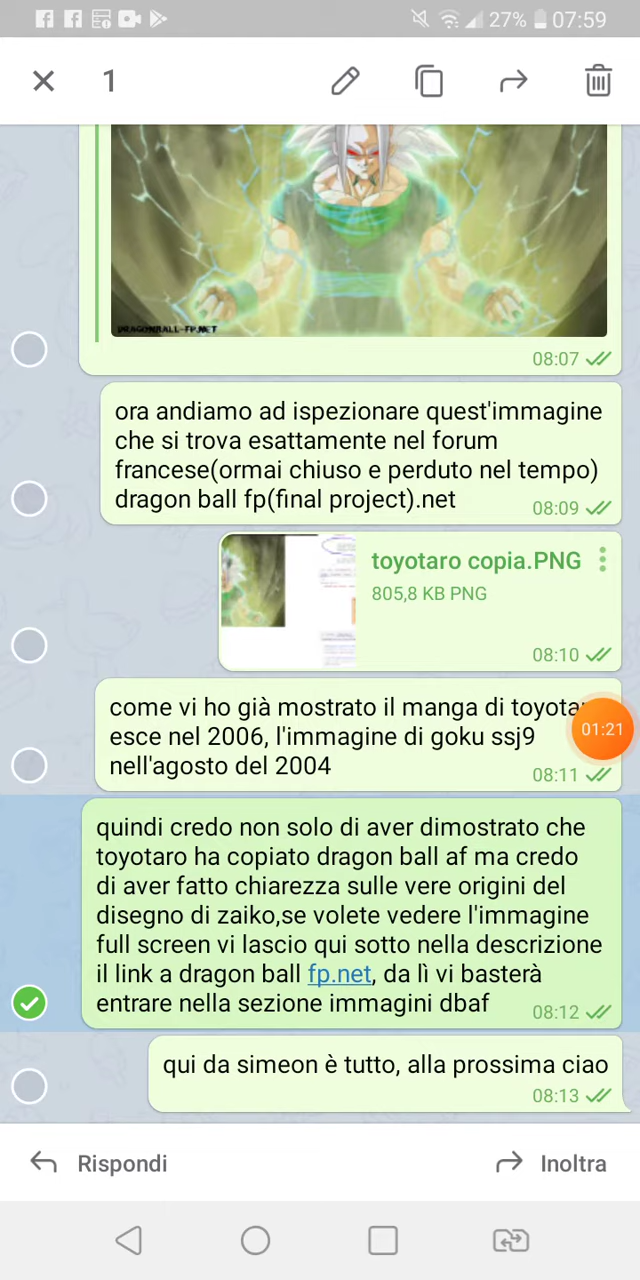 27% 07:59
1
DRAGONBALL-FP.NET
08:07
ora andiamo ad ispezionare quest'immagine
che si trova esattamente nel forum
francese(ormai chiuso e perduto nel tempo)
dragon ball fp(final project).net
08:09
toyotaro copia.PNG
805,8 KB PNG
08:10
come vi ho già mostrato il manga di toyotar
esce nel 2006, l'immagine di goku ssj9
nell'agosto del 2004
08:11
01:21
quindi credo non solo di aver dimostrato che
toyotaro ha copiato dragon ball af ma credo
di aver fatto chiarezza sulle vere origini del
disegno di zaiko,se volete vedere l'immagine
full screen vi lascio qui sotto nella descrizione
il link a dragon ball fp.net, da lì vi basterà
entrare nella sezione immagini dbaf
08:12
qui da simeon è tutto, alla prossima ciao
08:13
Rispondi
Inoltra